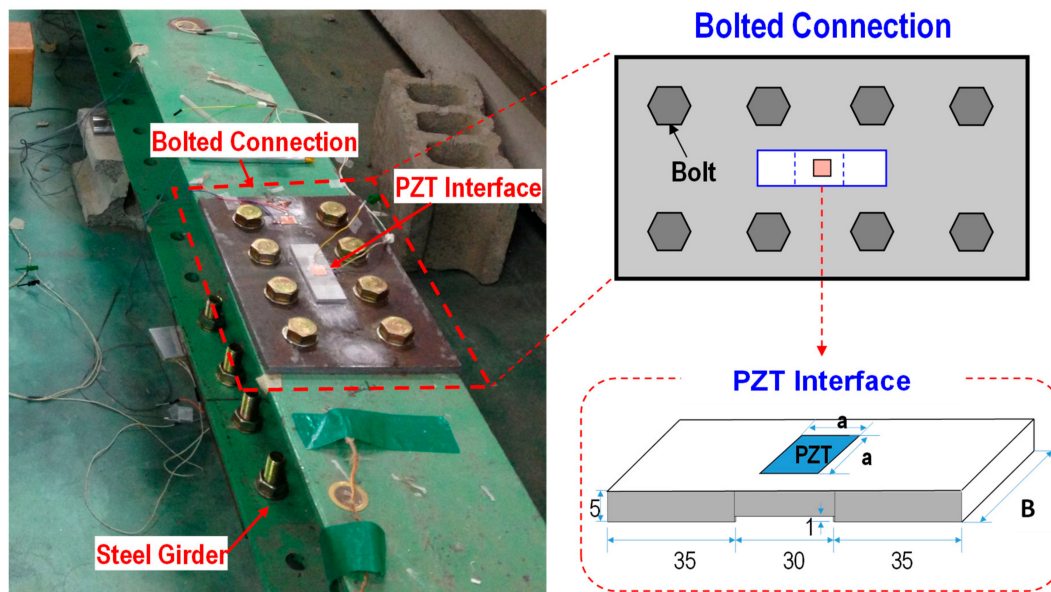 Bolted Connection
PZT Interface
Steel Girder
Bolted Connection
Bolt
PZT Interface
a
PZT
a
5
1
B
35
30
35